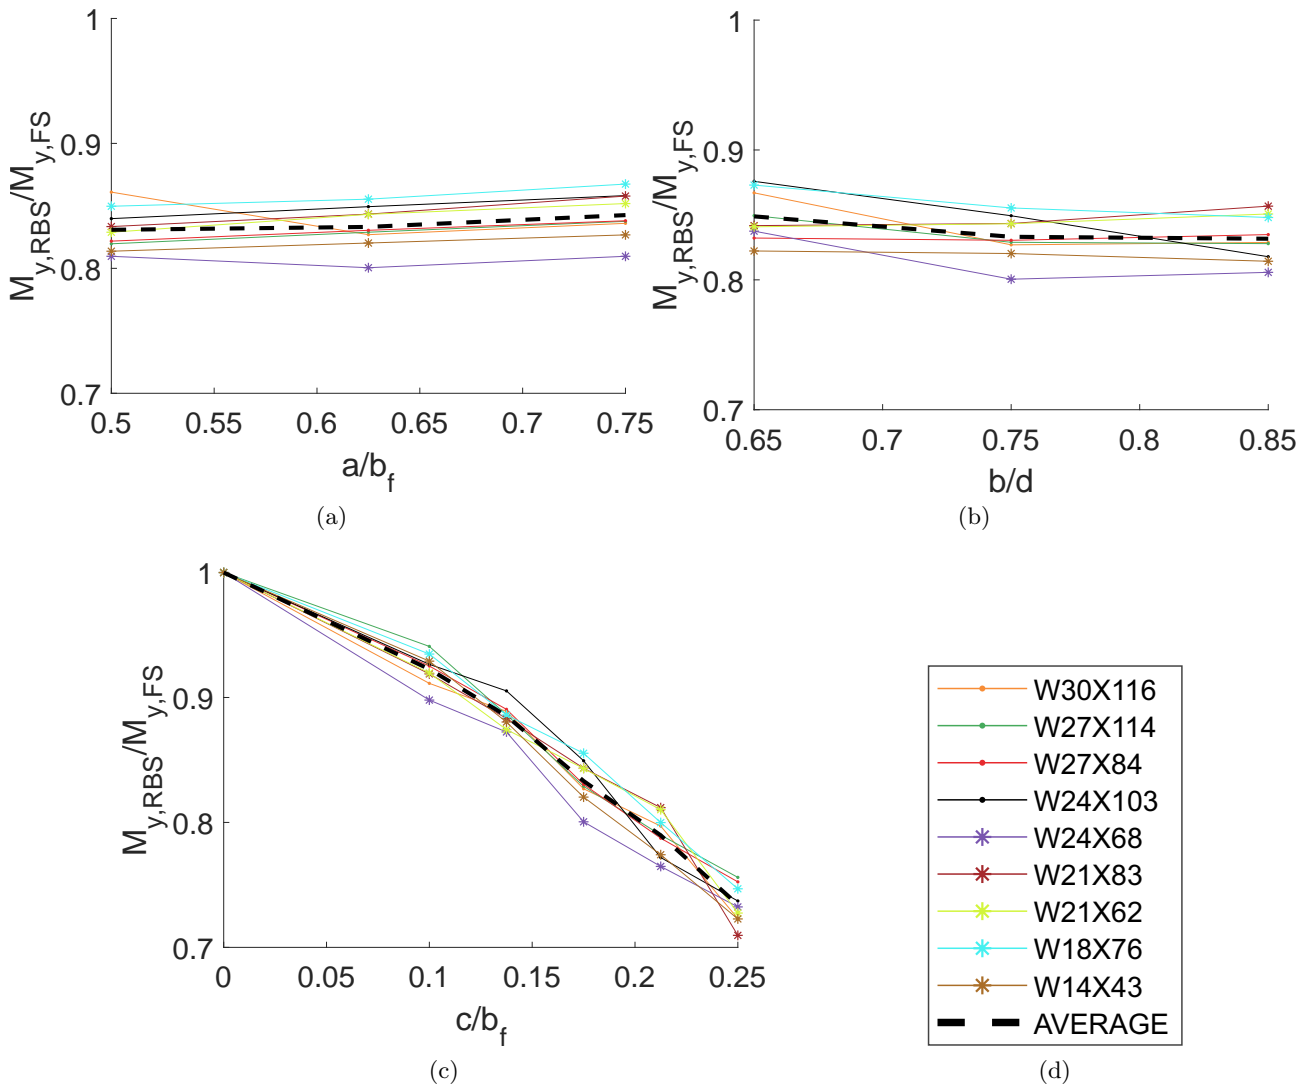 1
0.9
0.8
0.7
M_y,RBS/M_y,FS
0.5 0.55 0.6 0.65 0.7 0.75
a/b_f
(a)
1
0.9
0.8
0.7
M_y,RBS/M_y,FS
0.65 0.7 0.75 0.8 0.85
b/d
(b)
1
0.9
0.8
0.7
M_y,RBS/M_y,FS
0 0.05 0.1 0.15 0.2 0.25
c/b_f
(c)
W30X116
W27X114
W27X84
W24X103
W24X68
W21X83
W21X62
W18X76
W14X43
AVERAGE
(d)